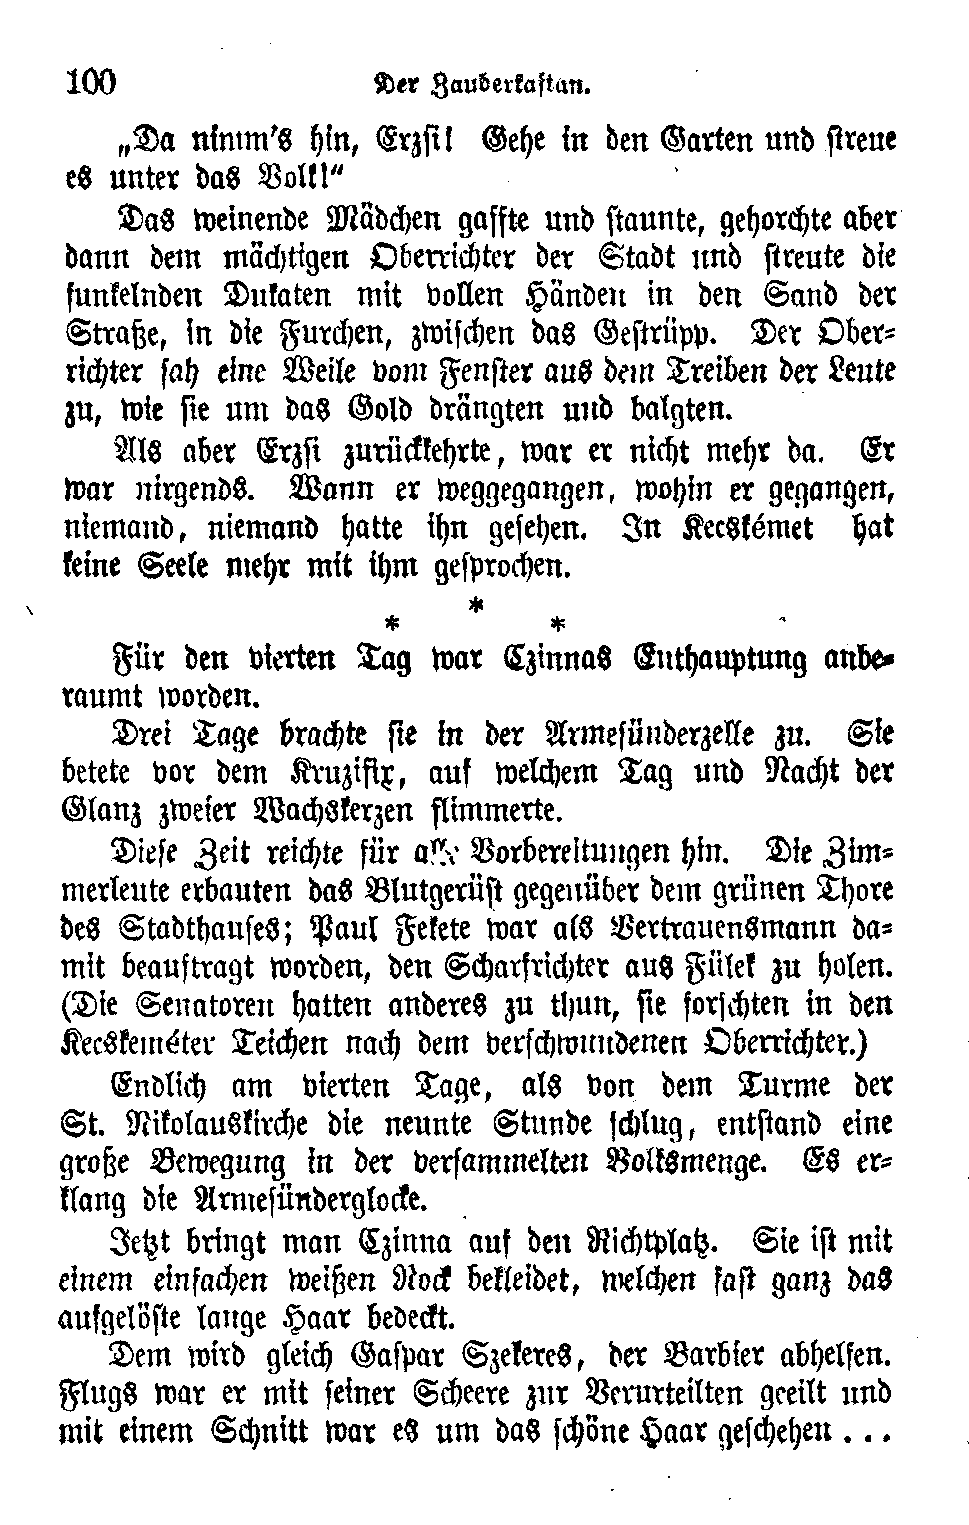 100 Der Zauberkastan.
„Da nimm's hin, Erzsi! Gehe in den Garten und streue
es unter das Volk!"
Das weinende Mädchen gaffte und staunte, gehorchte aber
dann dem mächtigen Oberrichter der Stadt und streute die
funkelnden Dukaten mit vollen Händen in den Sand der
Straße, in die Furchen, zwischen das Gestrüpp. Der Ober-
richter sah eine Weile vom Fenster aus dem Treiben der Leute
zu, wie sie um das Gold drängten und balgten.
Als aber Erzsi zurückkehrte, war er nicht mehr da. Er
war nirgends. Wann er weggegangen, wohin er gegangen,
niemand, niemand hatte ihn gesehen. In Kecskémet hat
keine Seele mehr mit ihm gesprochen.
* * *
Für den vierten Tag war Czinnas Enthauptung anbe-
raumt worden.
Drei Tage brachte sie in der Armesünderzelle zu. Sie
betete vor dem Kruzifix, auf welchem Tag und Nacht der
Glanz zweier Wachskerzen flimmerte.
Diese Zeit reichte für Vorbereitungen hin. Die Zim-
merleute erbauten das Blutgerüst gegenüber dem grünen Thore
des Stadthauses; Paul Fekete war als Vertrauensmann da-
mit beauftragt worden, den Scharfrichter aus Fülek zu holen.
(Die Senatoren hatten anderes zu thun, sie forschten in den
Kecskeméter Teichen nach dem verschwundenen Oberrichter.)
Endlich am vierten Tage, als von dem Turme der
St. Nikolauskirche die neunte Stunde schlug, entstand eine
große Bewegung in der versammelten Volksmenge. Es er-
klang die Armesünderglocke.
Jetzt bringt man Czinna auf den Richtplatz. Sie ist mit
einem einfachen weißen Rock bekleidet, welchen fast ganz das
aufgelöste lange Haar bedeckt.
Dem wird gleich Gaspar Szekeres, der Barbier abhelfen.
Flugs war er mit seiner Scheere zur Verurteilten geeilt und
mit einem Schnitt war es um das schöne Haar geschehen . . .